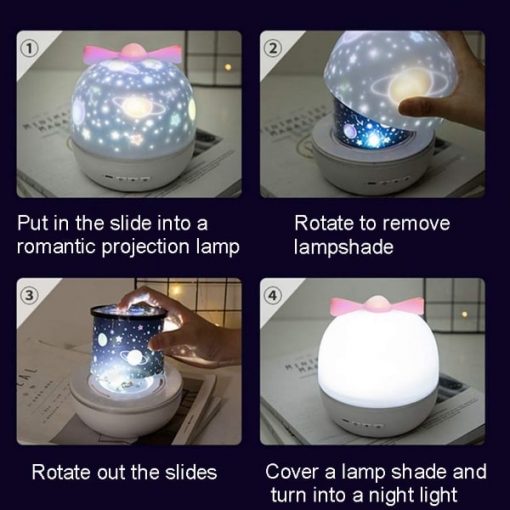 1
2
Put in the slide into a
romantic projection lamp
Rotate to remove
lampshade
3
4
Rotate out the slides
Cover a lamp shade and
turn into a night light